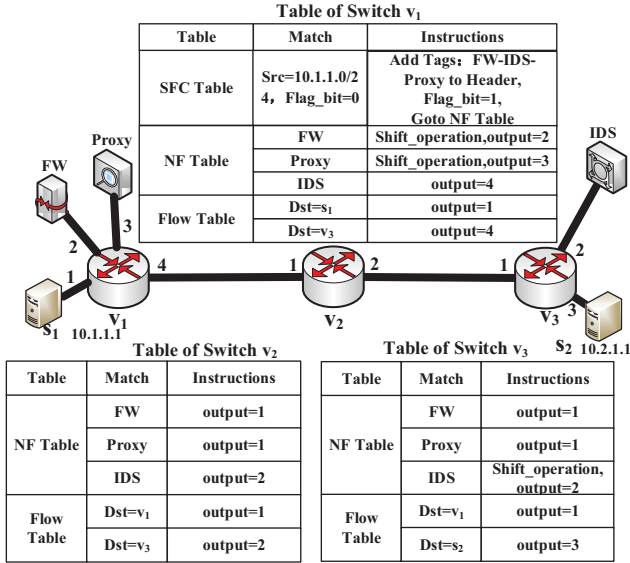 Table of Switch v1
Table Match Instructions
SFC Table
Src=10.1.1.0/2
4，Flag_bit=0
Add Tags：FW-IDS-
Proxy to Header,
Flag_bit=1,
Goto NF Table
NF Table
FW Shift_operation,output=2
Proxy Shift_operation,output=3
IDS output=4
Flow Table
Dst=s1 output=1
Dst=v3 output=4
Proxy
FW
IDS
3
2
1
4
1
2
1
2
3
s1 10.1.1.1
v1
v2
v3
s2 10.2.1.1
Table of Switch v2
Table Match Instructions
NF Table
FW output=1
Proxy output=1
IDS output=2
Flow
Table
Dst=v1 output=1
Dst=v3 output=2
Table of Switch v3
Table Match Instructions
NF Table
FW output=1
Proxy output=1
IDS
Shift_operation,
output=2
Flow
Table
Dst=v1 output=1
Dst=s2 output=3